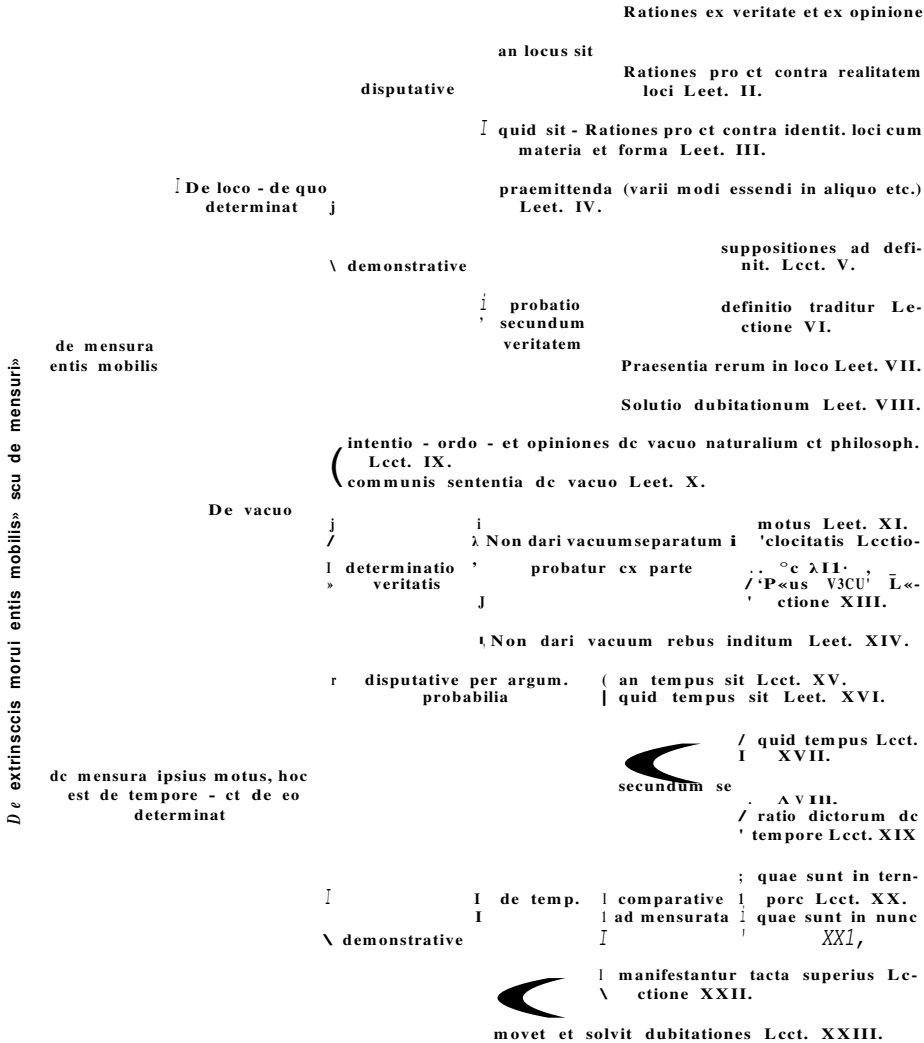 Rationes ex veritate et ex opinione
an locus sit
Rationes pro ct contra realitatem
loci Leet. II.
disputative
quid sit - Rationes pro ct contra identit. loci cum
materia et forma Leet. III.
De loco - de quo
determinat
praemittenda (varii modi essendi in aliquo etc.)
Leet. IV.
suppositiones ad defi-
nit. Lcct. V.
\ demonstrative
probatio
secundum
veritatem
definitio traditur Le-
ctione VI.
de mensura
entis mobilis
Praesentia rerum in loco Leet. VII.
Solutio dubitationum Leet. VIII.
De extrinsccis morui entis mobilis» scu de mensuri»
intentio - ordo - et opiniones dc vacuo naturalium ct philosoph.
Lcct. IX.
communis sententia dc vacuo Leet. X.
De vacuo
motus Leet. XI.
Non dari vacuum separatum
'clocitatis Lcctio-
determinatio
veritatis
probatur cx parte
ctione XIII.
Non dari vacuum rebus inditum Leet. XIV.
disputative per argum.
probabilia
( an tempus sit Lcct. XV.
| quid tempus sit Leet. XVI.
/ quid tempus Lcct.
I XVII.
secundum se
dc mensura ipsius motus, hoc
est de tempore - ct de eo
determinat
/ ratio dictorum dc
' tempore Lcct. XIX
; quae sunt in tern-
porc Lcct. XX.
I de temp.
comparative
ad mensurata
quae sunt in nunc
XX1,
\ demonstrative
manifestantur tacta superius Lc-
\ ctione XXII.
movet et solvit dubitationes Lcct. XXIII.